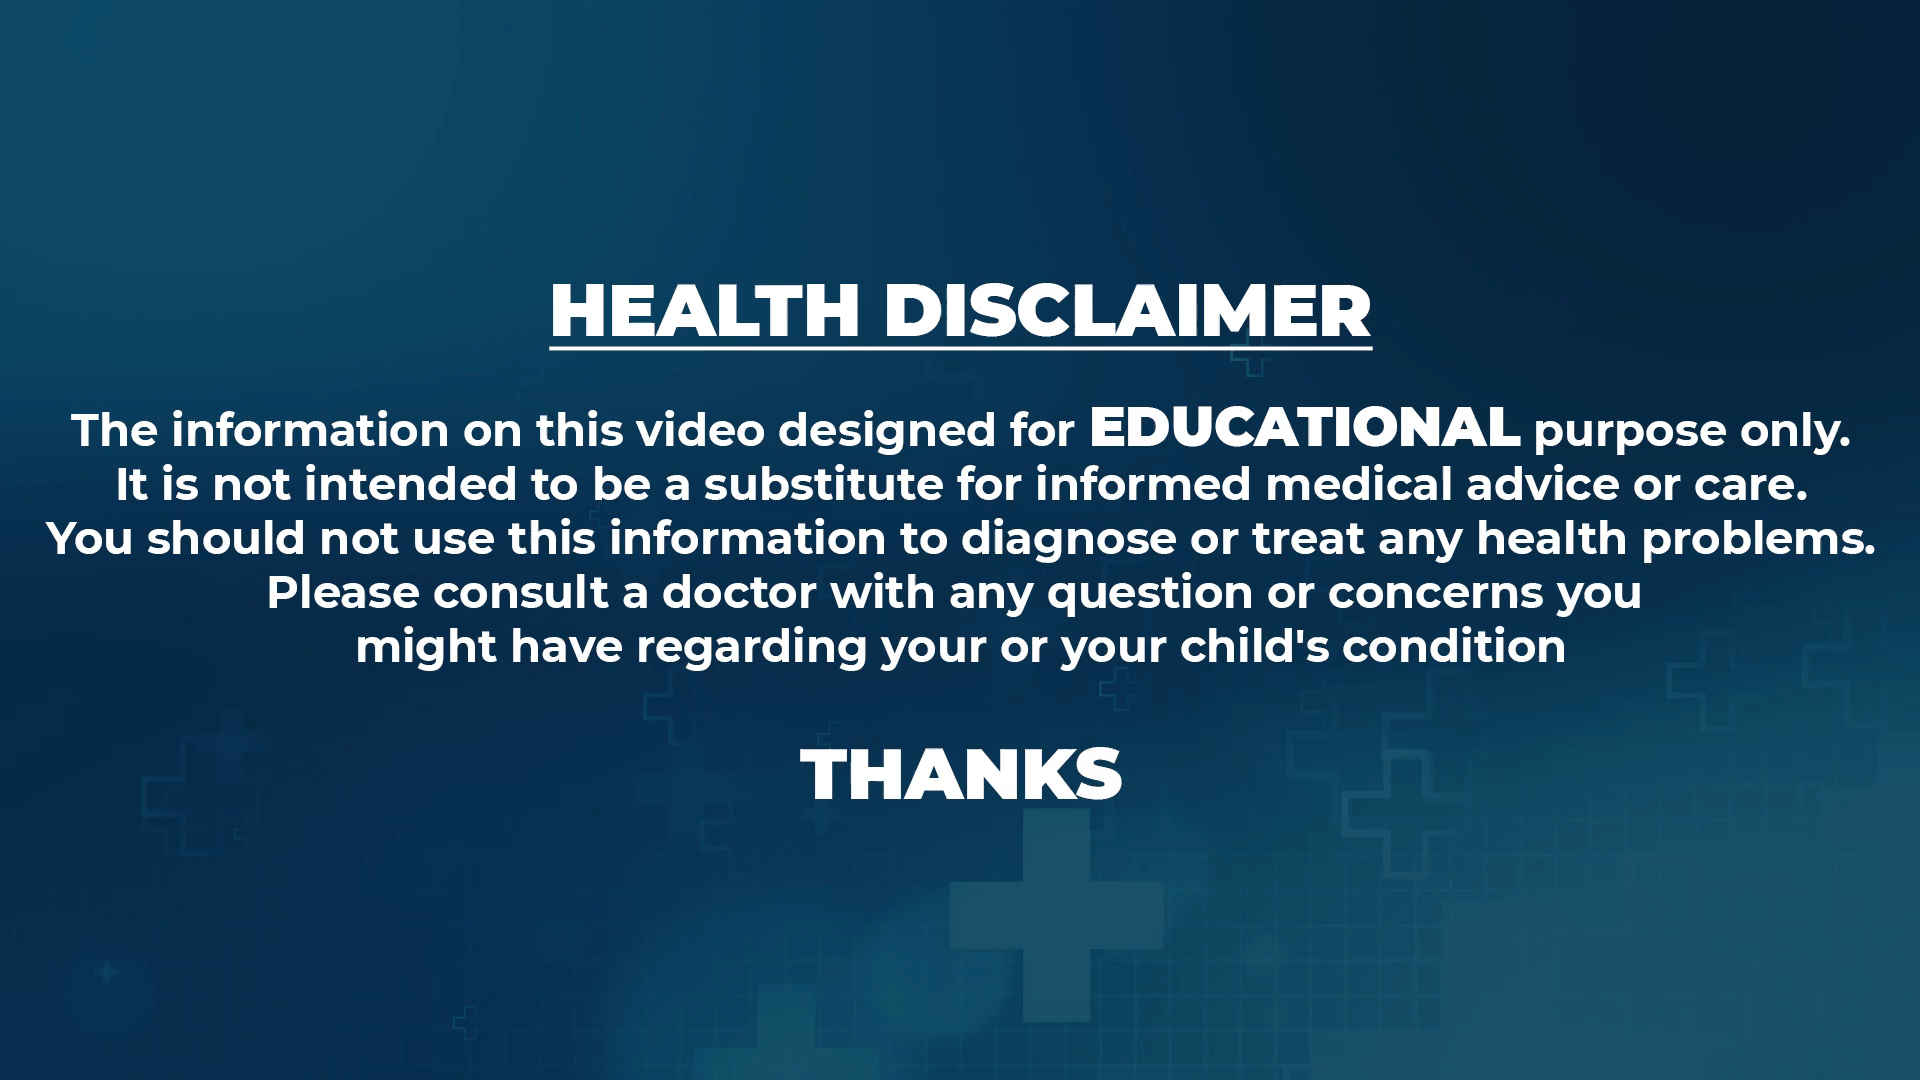 HEALTH DISCLAIMER
The information on this video designed for EDUCATIONAL purpose only.
It is not intended to be a substitute for informed medical advice or care.
You should not use this information to diagnose or treat any health problems.
Please consult a doctor with any question or concerns you
might have regarding your or your child's condition
THANKS